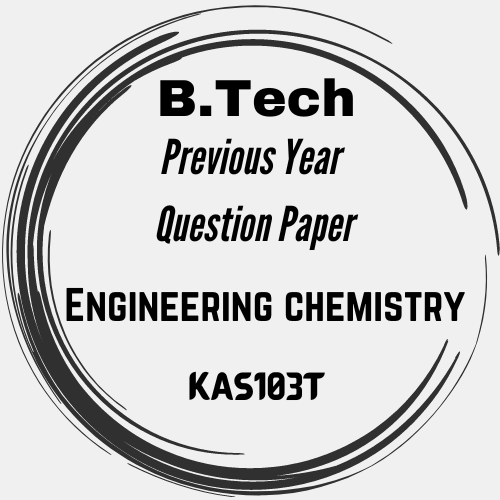 B.Tech
Previous Year
Question Paper
Engineering chemistry
KAS103T